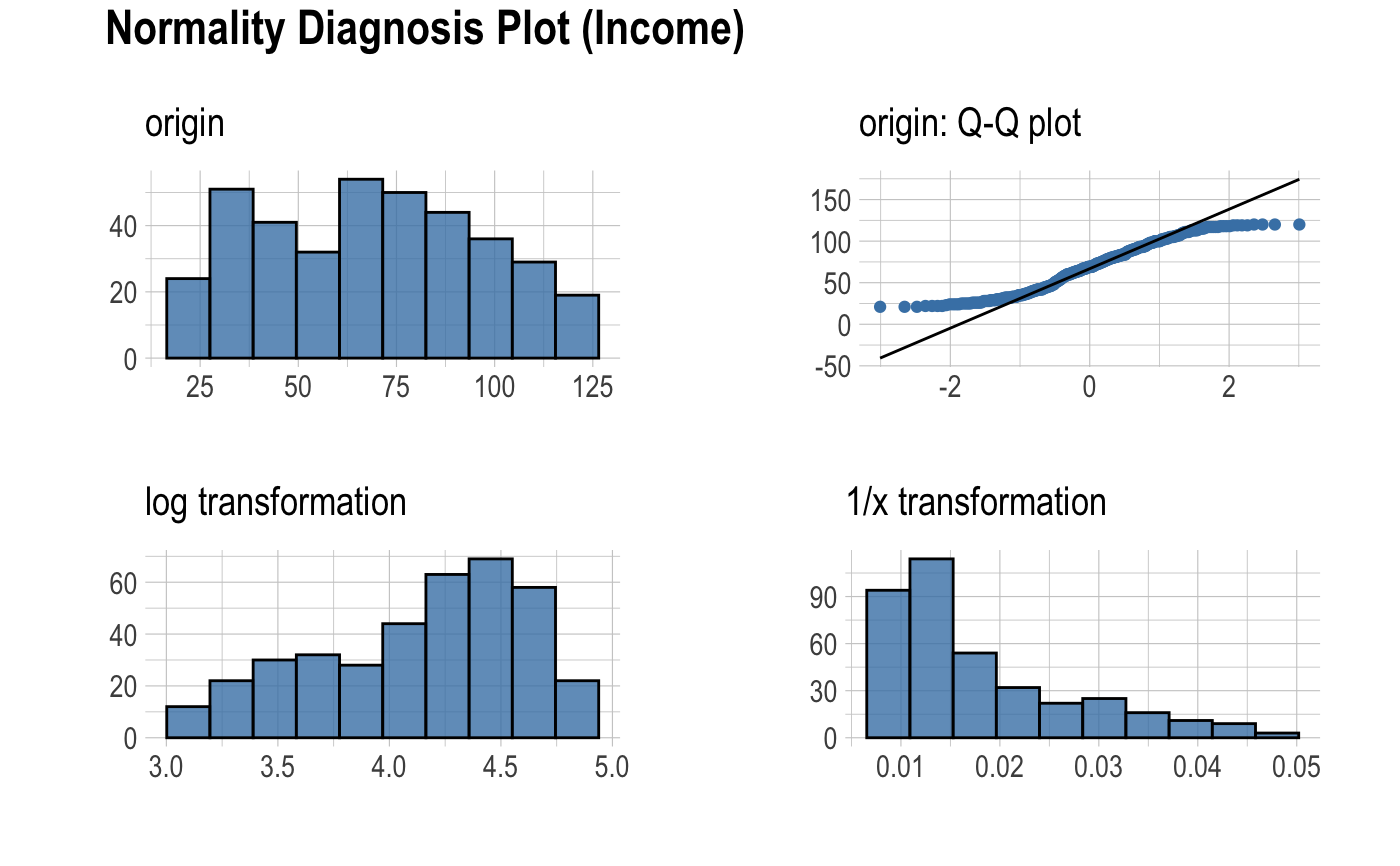 Normality Diagnosis Plot (Income)
origin
40
20
0
25 50 75 100 125
origin: Q-Q plot
150
100
50
0
-50
-2 0 2
log transformation
60
40
20
0
3.0 3.5 4.0 4.5 5.0
1/x transformation
90
60
30
0
0.01 0.02 0.03 0.04 0.05